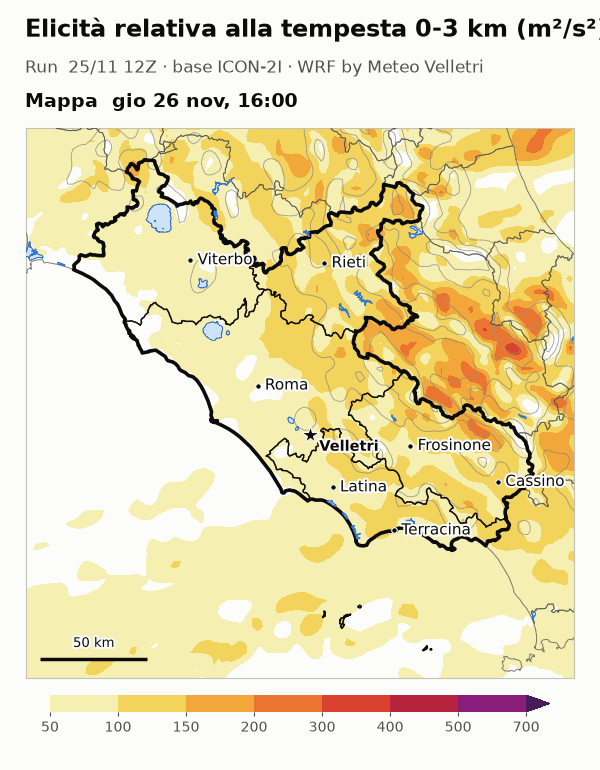 Elicità relativa alla tempesta 0-3 km (m²/s²)
Run 25/11 12Z · base ICON-2I · WRF by Meteo Velletri
Mappa gio 26 nov, 16:00
Viterbo
Rieti
Roma
Velletri
Frosinone
Cassino
Latina
Terracina
50 km
50 100 150 200 300 400 500 700